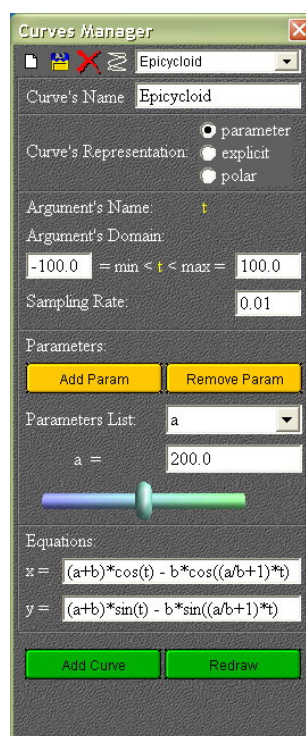 Curves Manager
Epicycloid
Curve's Name Epicycloid
parameter
Curve's Representation: explicit
polar
Argument's Name: t
Argument's Domain:
-100.0 = min < t < max = 100.0
Sampling Rate: 0.01
Parameters:
Add Param Remove Param
Parameters List: a
a = 200.0
Equations:
x = (a+b)*cos(t) - b*cos((a/b+1)*t)
y = (a+b)*sin(t) - b*sin((a/b+1)*t)
Add Curve Redraw